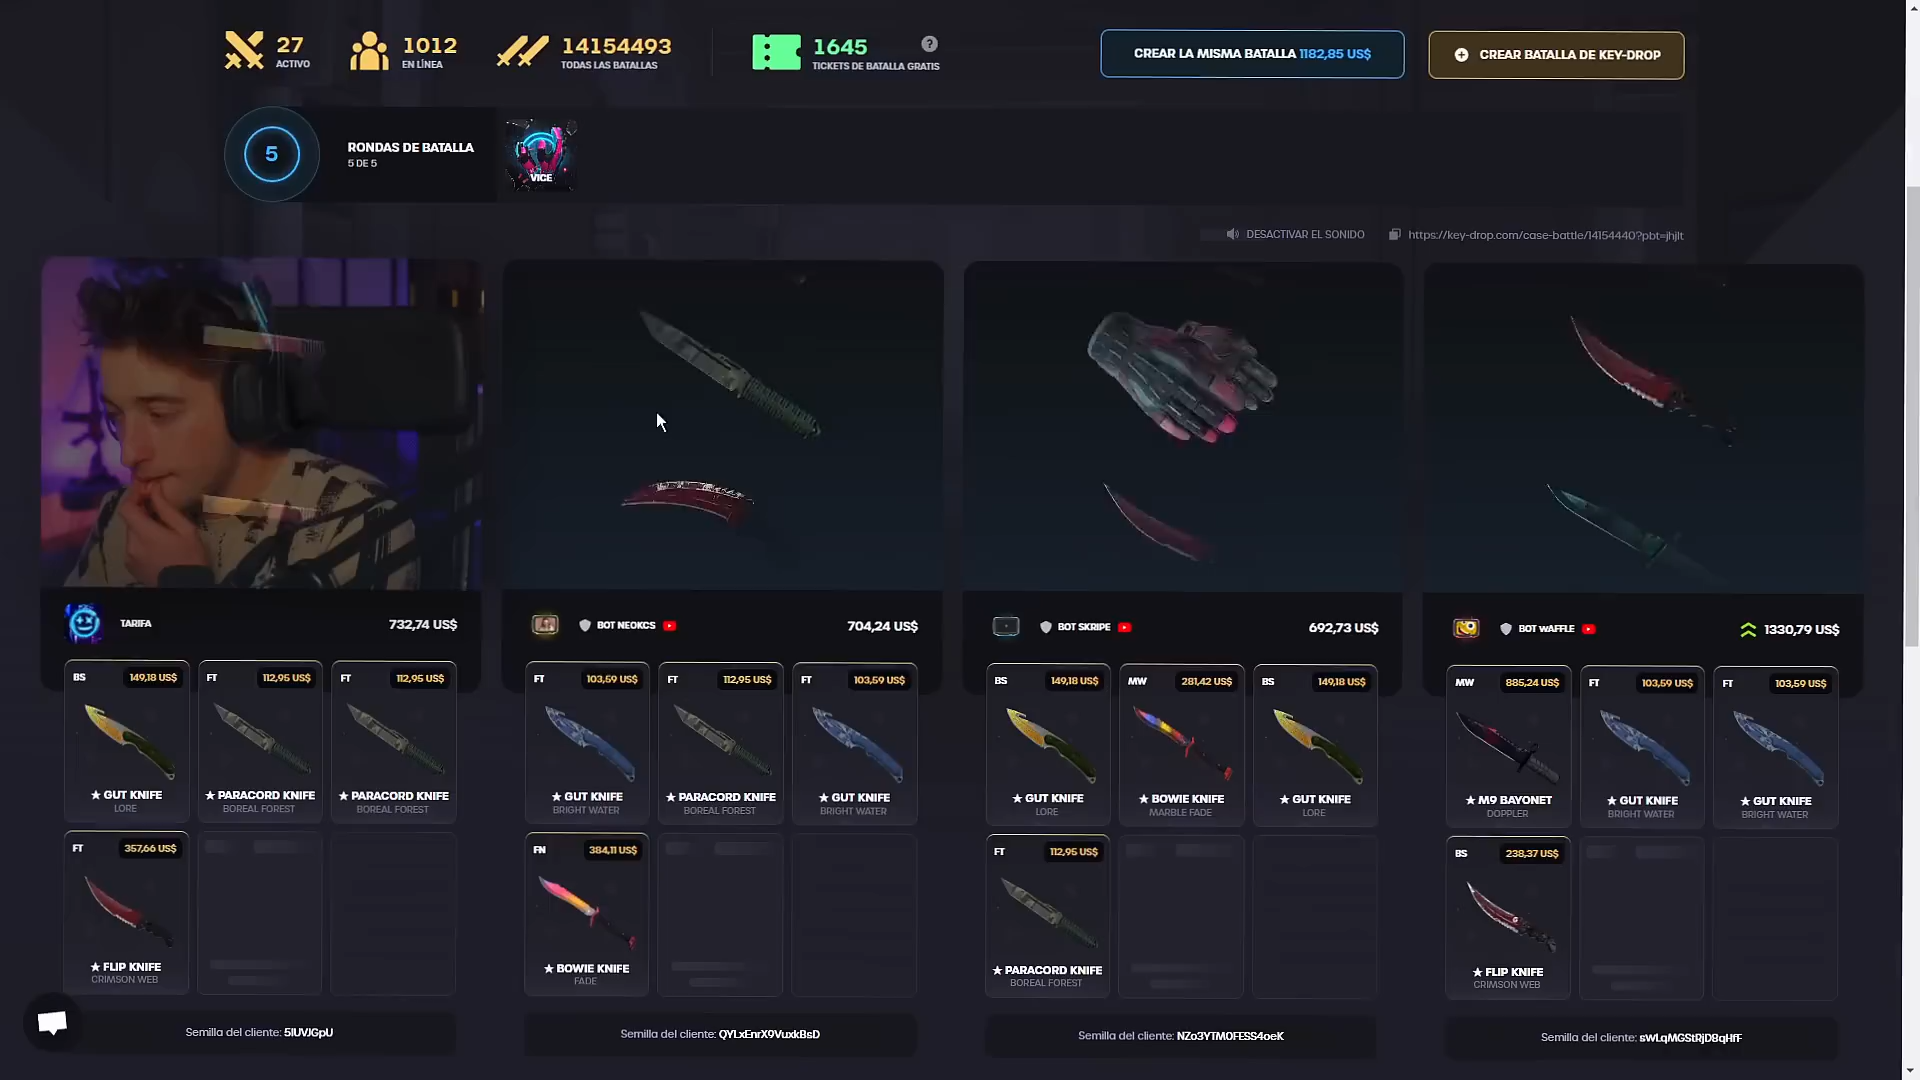 27
ACTIVO
1012
EN LÍNEA
14154493
TODAS LAS BATALLAS
1645
TICKETS DE BATALLA GRATIS
?
CREAR LA MISMA BATALLA 1182,85 US$
CREAR BATALLA DE KEY-DROP
5
RONDAS DE BATALLA
5 DE 5
VICE
DESACTIVAR EL SONIDO
https://key-drop.com/case-battle/14154440?pbt=jhjlt
TARIFA
732,74 US$
BOT NEOKCS
704,24 US$
BOT SKRIPE
692,73 US$
BOT WAFFLE
1330,79 US$
BS
149,18 US$
★ GUT KNIFE
LORE
FT
112,95 US$
★ PARACORD KNIFE
BOREAL FOREST
FT
112,95 US$
★ PARACORD KNIFE
BOREAL FOREST
FT
103,59 US$
★ GUT KNIFE
BRIGHT WATER
FT
112,95 US$
★ PARACORD KNIFE
BOREAL FOREST
FT
103,59 US$
★ GUT KNIFE
BRIGHT WATER
BS
149,18 US$
★ GUT KNIFE
LORE
MW
281,42 US$
★ BOWIE KNIFE
MARBLE FADE
BS
149,18 US$
★ GUT KNIFE
LORE
MW
885,24 US$
★ M9 BAYONET
DOPPLER
FT
103,59 US$
★ GUT KNIFE
BRIGHT WATER
FT
103,59 US$
★ GUT KNIFE
BRIGHT WATER
FT
357,66 US$
★ FLIP KNIFE
CRIMSON WEB
FN
384,11 US$
★ BOWIE KNIFE
FADE
FT
112,95 US$
★ PARACORD KNIFE
BOREAL FOREST
BS
238,37 US$
★ FLIP KNIFE
CRIMSON WEB
Semilla del cliente: 5IUVJGpU
Semilla del cliente: QYLxEnrX9VuxkBsD
Semilla del cliente: NZo3YTM0FESS4oeK
Semilla del cliente: sWLqMGStRjD8qHfF